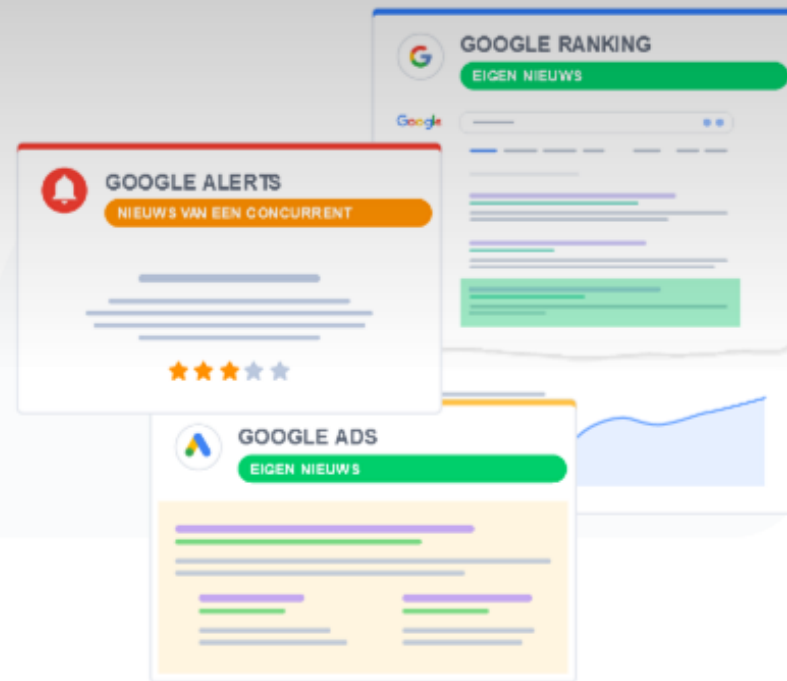 GOOGLE RANKING
EIGEN NIEUWS
Google
GOOGLE ALERTS
NIEUWS VAN EEN CONCURRENT
GOOGLE ADS
EIGEN NIEUWS